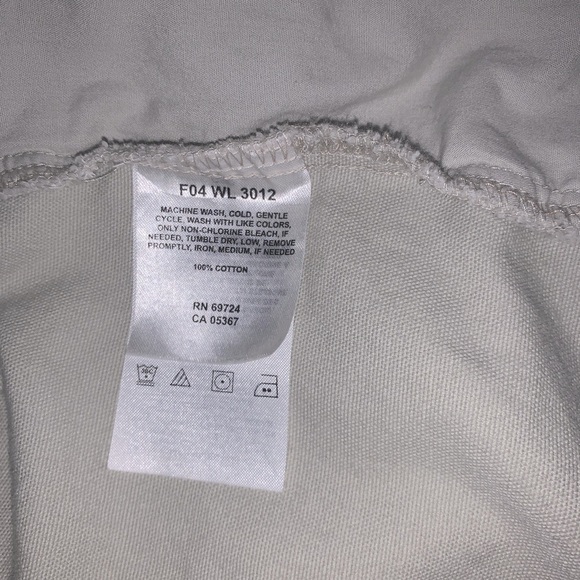 F04 WL 3012
MACHINE WASH, COLD, GENTLE
CYCLE, WASH WITH LIKE COLORS,
ONLY NON-CHLORINE BLEACH, IF
NEEDED, TUMBLE DRY, LOW, REMOVE
PROMPTLY, IRON, MEDIUM, IF NEEDED
100% COTTON
RN 69724
CA 05367
30C